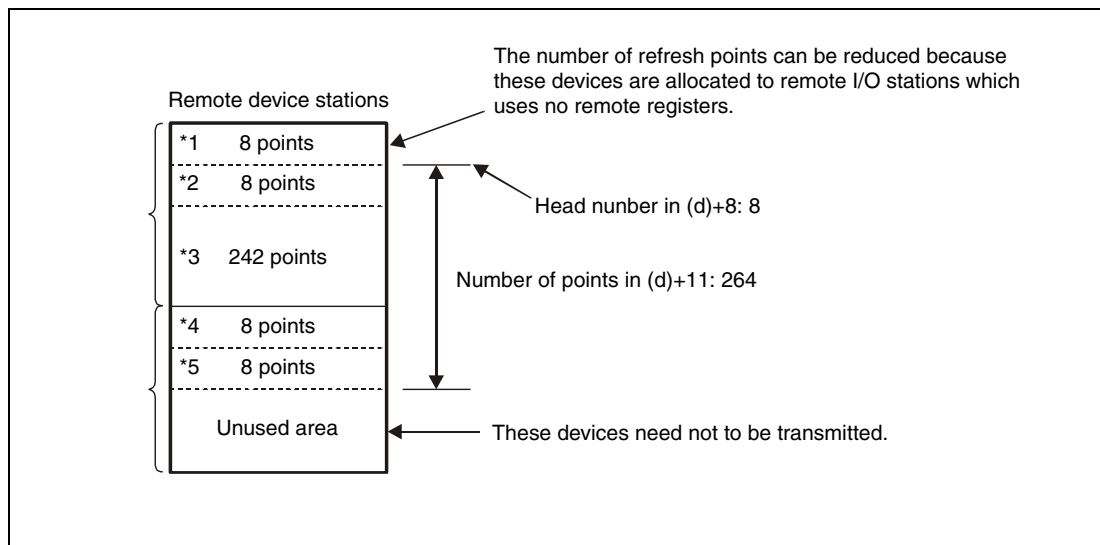 The number of refresh points can be reduced because
these devices are allocated to remote I/O stations which
uses no remote registers.
Remote device stations
*1 8 points
*2 8 points
Head nunber in (d)+8: 8
*3 242 points
Number of points in (d)+11: 264
*4 8 points
*5 8 points
Unused area
These devices need not to be transmitted.